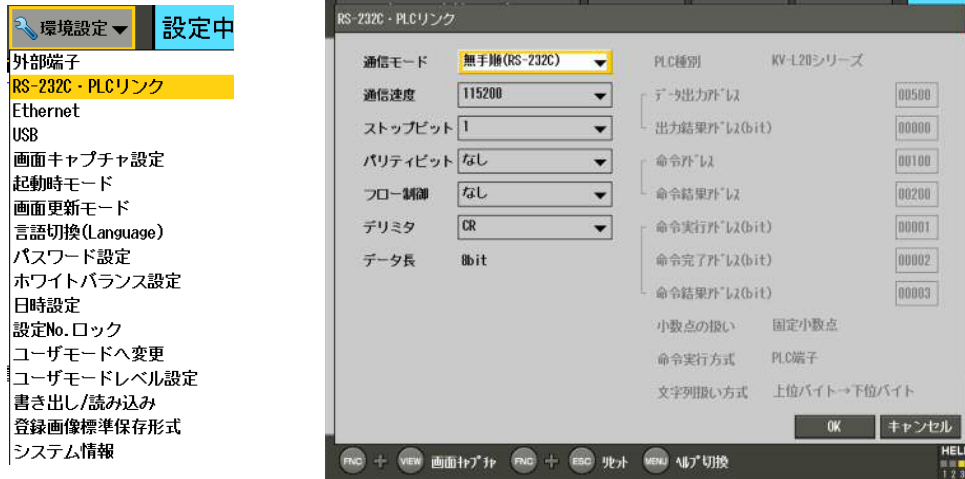 環境設定
設定中
外部端子
RS-232C・PLCリンク
Ethernet
USB
画面キャプチャ設定
起動時モード
画面更新モード
言語切換(Language)
パスワード設定
ホワイトバランス設定
日時設定
設定No.ロック
ユーザモードへ変更
ユーザモードレベル設定
書き出し/読み込み
登録画像標準保存形式
システム情報
RS-232C・PLCリンク
通信モード 無手順(RS-232C)
通信速度 115200
ストップビット 1
パリティビット なし
フロー制御 なし
デリミタ CR
データ長 8bit
PLC種別 KV-L20シリーズ
ﾃﾞｰﾀ出力ｱﾄﾞﾚｽ 00500
出力結果ｱﾄﾞﾚｽ(bit) 00000
命令ｱﾄﾞﾚｽ 00100
命令結果ｱﾄﾞﾚｽ 00200
命令実行ｱﾄﾞﾚｽ(bit) 00001
命令完了ｱﾄﾞﾚｽ(bit) 00002
命令結果ｱﾄﾞﾚｽ(bit) 00003
小数点の扱い 固定小数点
命令実行方式 PLC端子
文字列扱い方式 上位バイト→下位バイト
OK キャンセル
FNC + VIEW 画面ｷｬﾌﾟﾁｬ FNC + ESC ﾘｾｯﾄ MENU ﾍﾙﾌﾟ切換
HEL
1 2 3